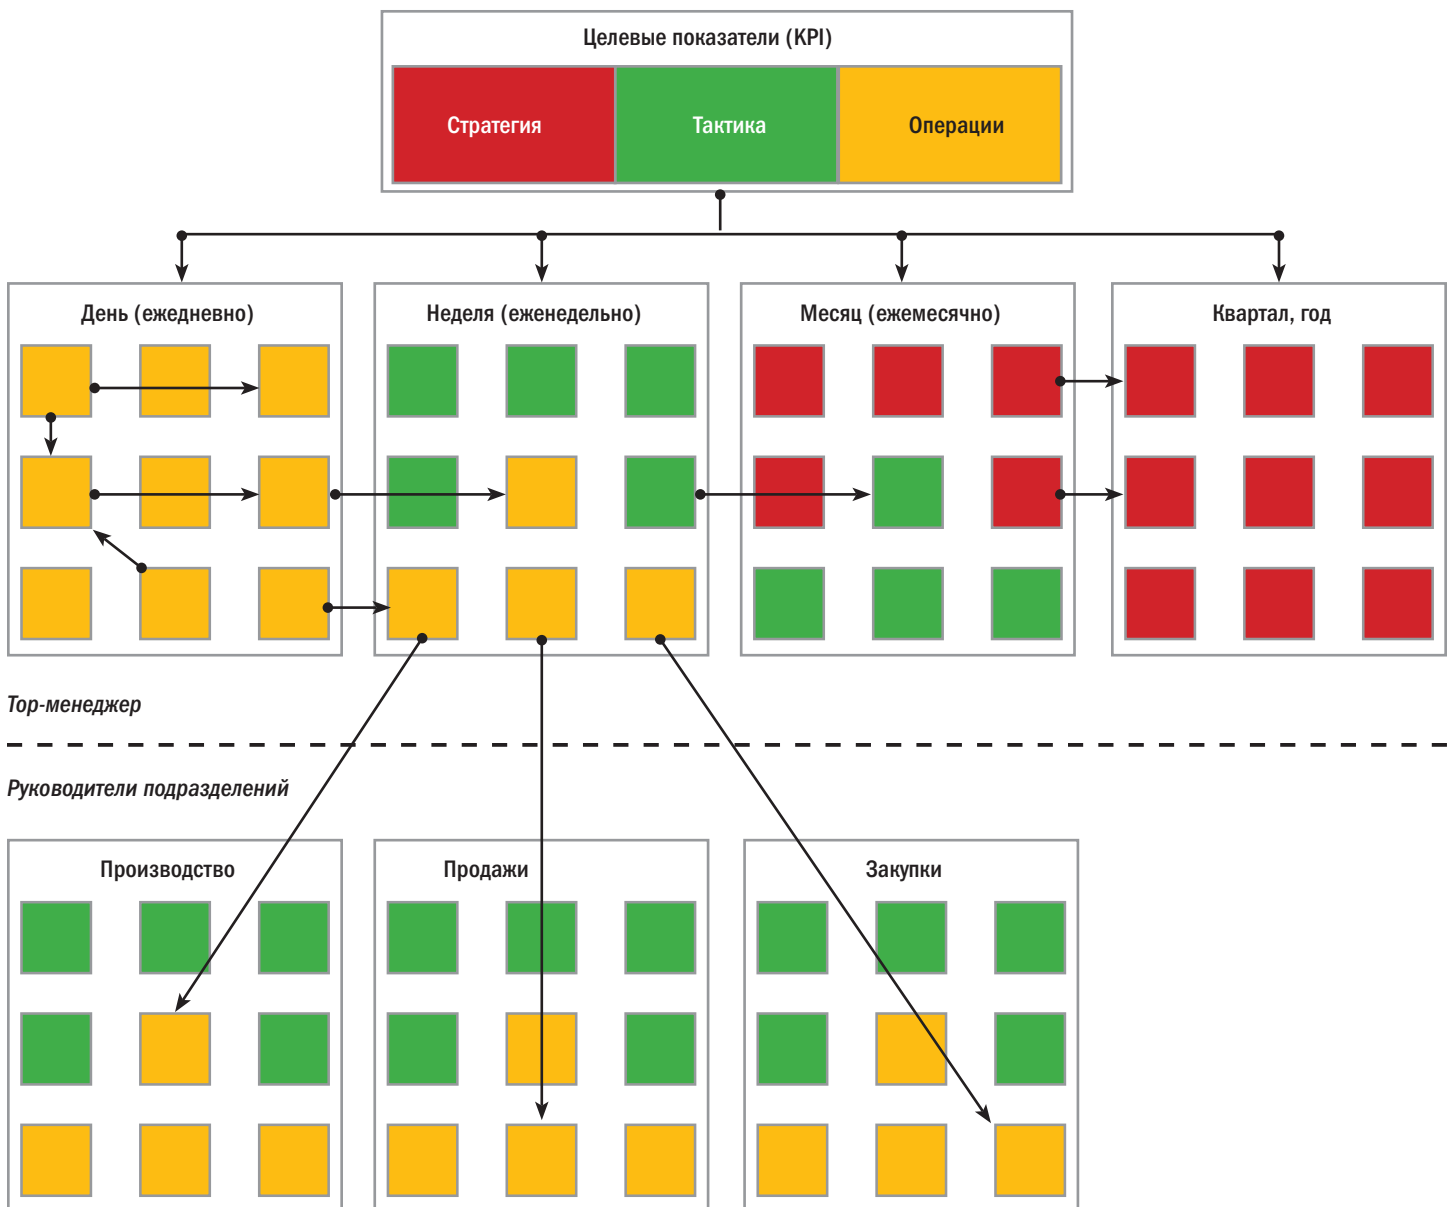 Целевые показатели (KPI)
Стратегия
Тактика
Операции
День (ежедневно)
Неделя (еженедельно)
Месяц (ежемесячно)
Квартал, год
Тор-менеджер
Руководители подразделений
Производство
Продажи
Закупки